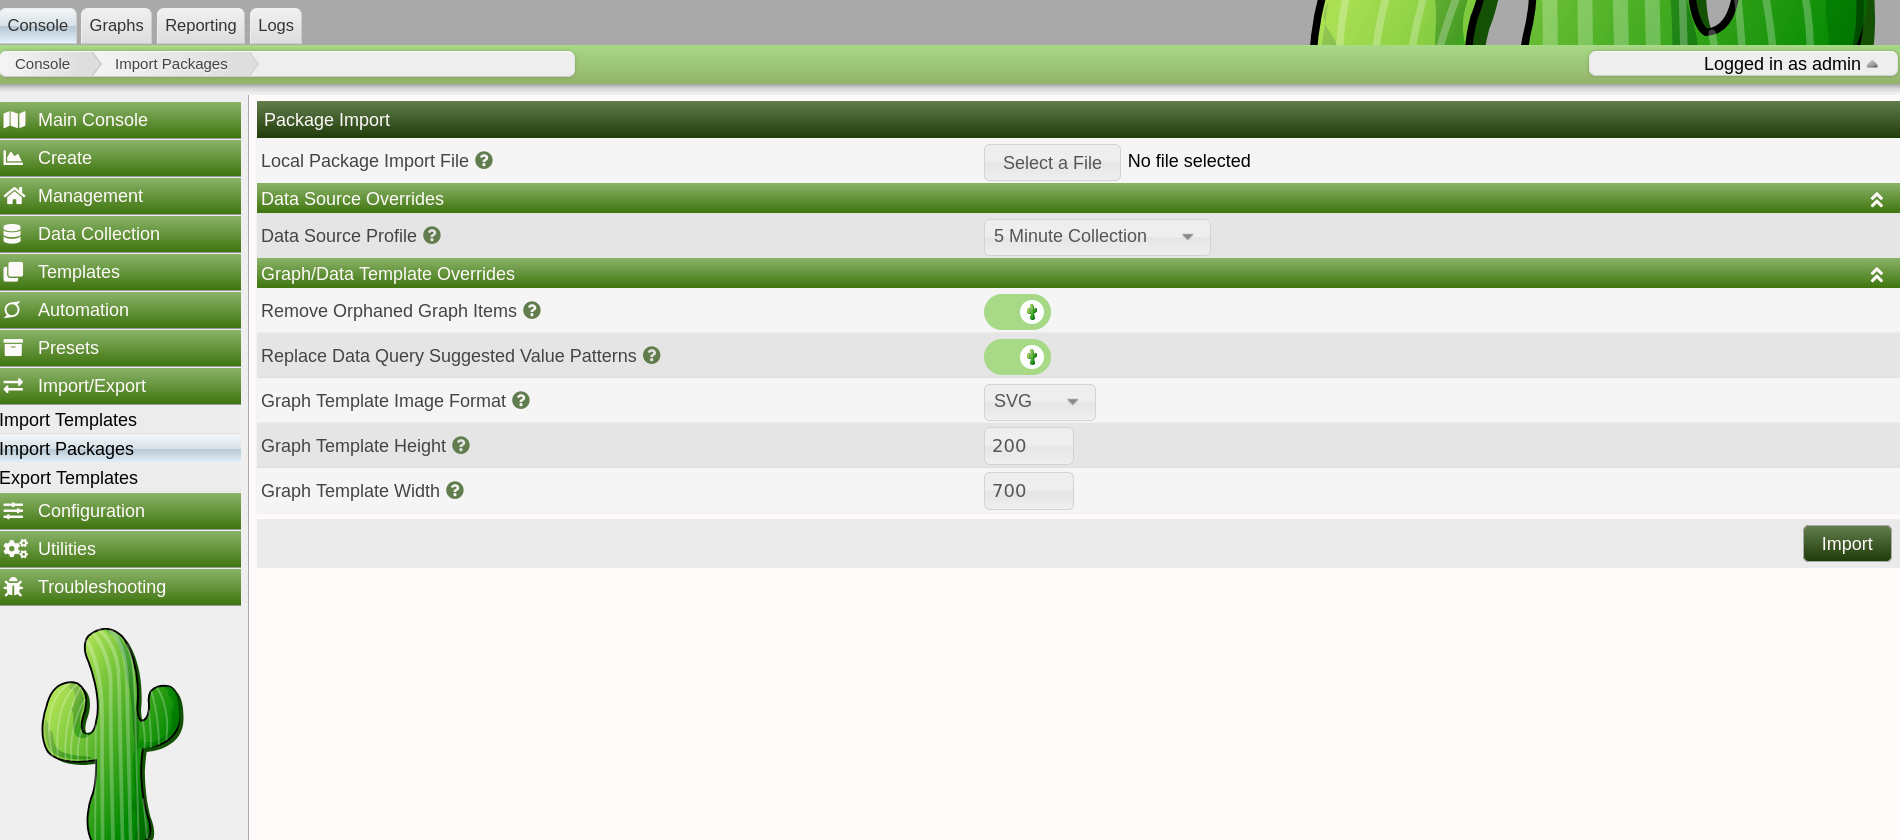 Console Graphs Reporting Logs
Console Import Packages
Logged in as admin
Main Console
Create
Management
Data Collection
Templates
Automation
Presets
Import/Export
Import Templates
Import Packages
Export Templates
Configuration
Utilities
Troubleshooting
Package Import
Local Package Import File ? Select a File No file selected
Data Source Overrides
Data Source Profile ? 5 Minute Collection
Graph/Data Template Overrides
Remove Orphaned Graph Items ?
Replace Data Query Suggested Value Patterns ?
Graph Template Image Format ? SVG
Graph Template Height ? 200
Graph Template Width ? 700
Import